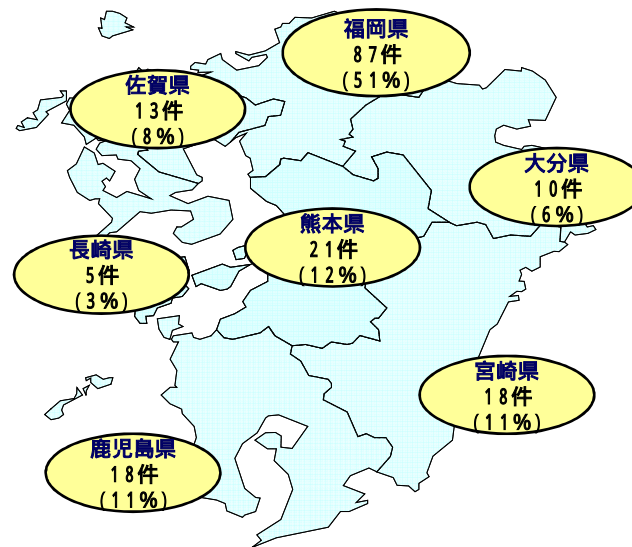 福岡県
87件
(51%)
佐賀県
13件
(8%)
大分県
10件
(6%)
熊本県
21件
(12%)
長崎県
5件
(3%)
宮崎県
18件
(11%)
鹿児島県
18件
(11%)